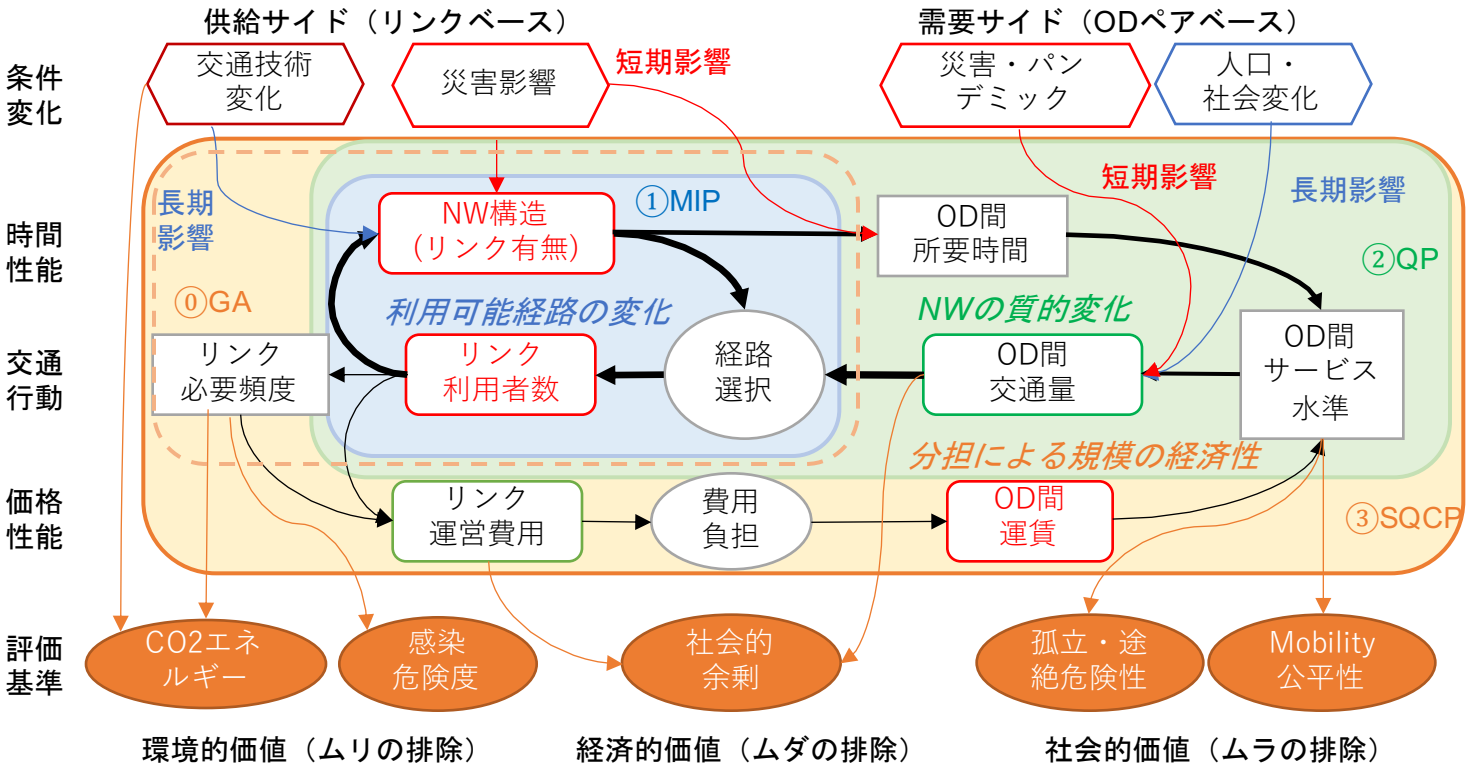 供給サイド（リンクベース）
需要サイド（ODペアベース）
条件
変化
交通技術
変化
災害影響
短期影響
災害・パン
デミック
人口・
社会変化
長期
影響
NW構造
(リンク有無)
①MIP
短期影響
長期影響
時間
性能
OD間
所要時間
②QP
⓪GA
利用可能経路の変化
NWの質的変化
交通
行動
リンク
必要頻度
リンク
利用者数
経路
選択
OD間
交通量
OD間
サービス
水準
分担による規模の経済性
価格
性能
リンク
運営費用
費用
負担
OD間
運賃
③SQCP
評価
基準
CO2エネ
ルギー
感染
危険度
社会的
余剰
孤立・途
絶危険性
Mobility
公平性
環境的価値（ムリの排除）
経済的価値（ムダの排除）
社会的価値（ムラの排除）